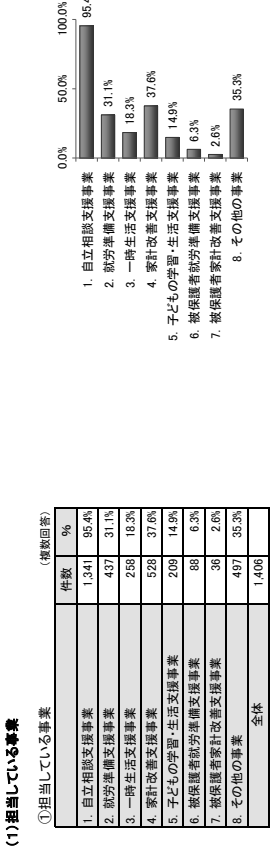 (1)担当している事業
①担当している事業
(複数回答)
件数 %
1. 自立相談支援事業 1,341 95.4%
2. 就労準備支援事業 437 31.1%
3. 一時生活支援事業 258 18.3%
4. 家計改善支援事業 528 37.6%
5. 子どもの学習・生活支援事業 209 14.9%
6. 被保護者就労準備支援事業 88 6.3%
7. 被保護者家計改善支援事業 36 2.6%
8. その他の事業 497 35.3%
全体 1,406
0.0% 50.0% 100.0%
1. 自立相談支援事業 95.4
2. 就労準備支援事業 31.1%
3. 一時生活支援事業 18.3%
4. 家計改善支援事業 37.6%
5. 子どもの学習・生活支援事業 14.9%
6. 被保護者就労準備支援事業 6.3%
7. 被保護者家計改善支援事業 2.6%
8. その他の事業 35.3%